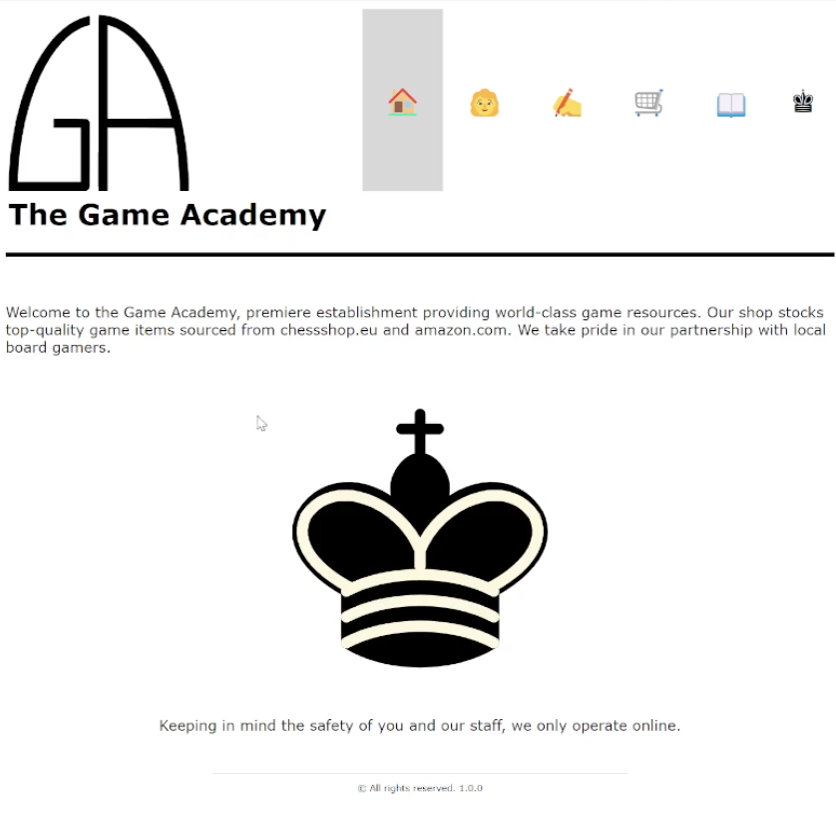 GA
The Game Academy
Welcome to the Game Academy, premiere establishment providing world-class game resources. Our shop stocks
top-quality game items sourced from chessshop.eu and amazon.com. We take pride in our partnership with local
board gamers.
Keeping in mind the safety of you and our staff, we only operate online.
© All rights reserved. 1.0.0